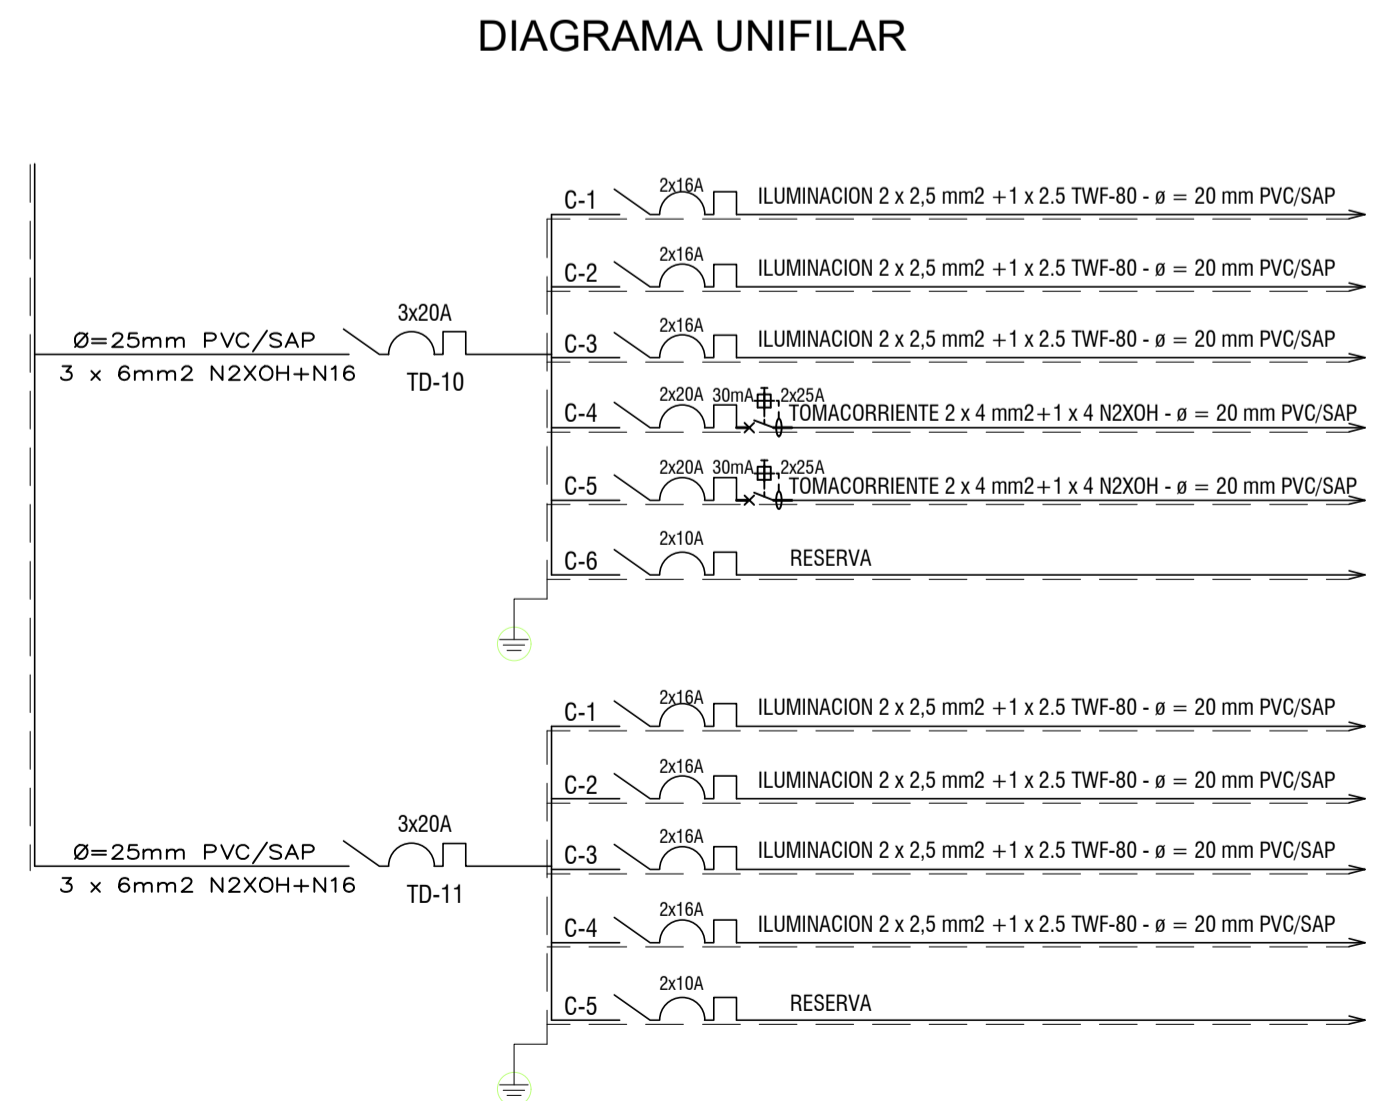 DIAGRAMA UNIFILAR
C-1 2x16A ILUMINACION 2 x 2,5 mm2 +1 x 2.5 TWF-80 - ø = 20 mm PVC/SAP
C-2 2x16A ILUMINACION 2 x 2,5 mm2 +1 x 2.5 TWF-80 - ø = 20 mm PVC/SAP
3x20A
Ø=25mm PVC/SAP
3 x 6mm2 N2XOH+N16
TD-10
C-3 2x16A ILUMINACION 2 x 2,5 mm2 +1 x 2.5 TWF-80 - ø = 20 mm PVC/SAP
C-4 2x20A 30mA 2x25A TOMACORRIENTE 2 x 4 mm2+1 x 4 N2XOH - ø = 20 mm PVC/SAP
C-5 2x20A 30mA 2x25A TOMACORRIENTE 2 x 4 mm2+1 x 4 N2XOH - ø = 20 mm PVC/SAP
C-6 2x10A RESERVA
C-1 2x16A ILUMINACION 2 x 2,5 mm2 +1 x 2.5 TWF-80 - ø = 20 mm PVC/SAP
C-2 2x16A ILUMINACION 2 x 2,5 mm2 +1 x 2.5 TWF-80 - ø = 20 mm PVC/SAP
3x20A
Ø=25mm PVC/SAP
3 x 6mm2 N2XOH+N16
TD-11
C-3 2x16A ILUMINACION 2 x 2,5 mm2 +1 x 2.5 TWF-80 - ø = 20 mm PVC/SAP
C-4 2x16A ILUMINACION 2 x 2,5 mm2 +1 x 2.5 TWF-80 - ø = 20 mm PVC/SAP
C-5 2x10A RESERVA